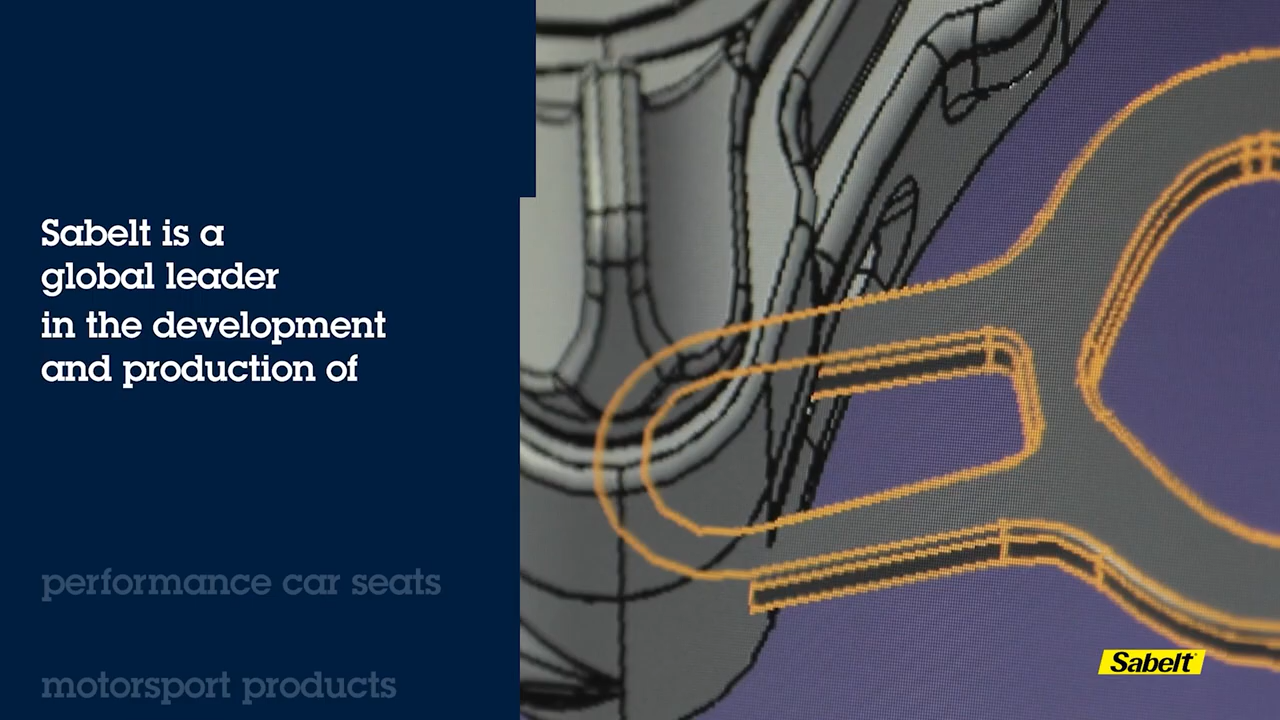 Sabelt is a
global leader
in the development
and production of
performance car seats
motorsport products
Sabelt